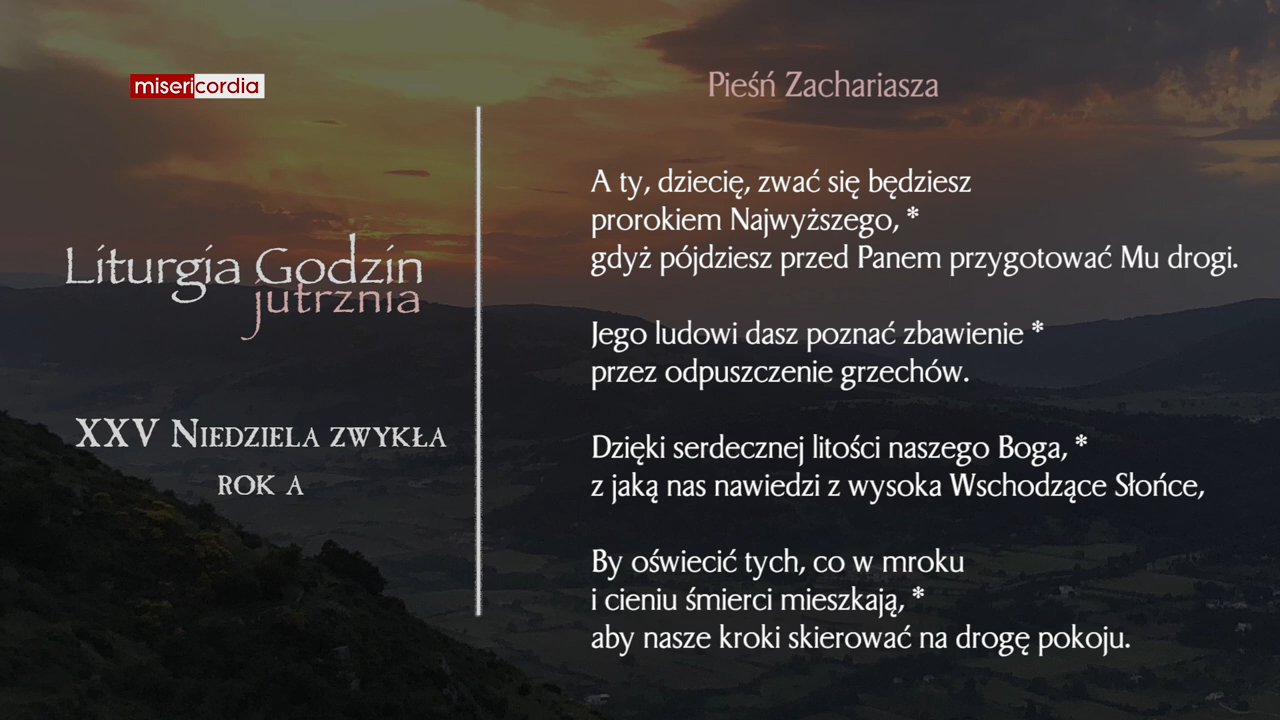 misericordia
Liturgia Godzin
jutrznia
XXV Niedziela zwykła
rok A
Pieśń Zachariasza
A ty, dziecię, zwać się będziesz
prorokiem Najwyższego, *
gdyż pójdziesz przed Panem przygotować Mu drogi.
Jego ludowi dasz poznać zbawienie *
przez odpuszczenie grzechów.
Dzięki serdecznej litości naszego Boga, *
z jaką nas nawiedzi z wysoka Wschodzące Słońce,
By oświecić tych, co w mroku
i cieniu śmierci mieszkają, *
aby nasze kroki skierować na drogę pokoju.